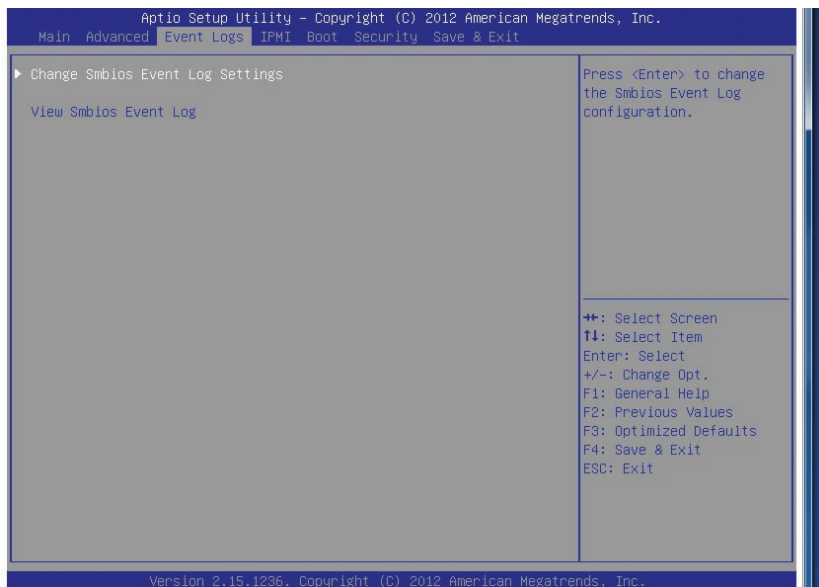 Aptio Setup Utility – Copyright (C) 2012 American Megatrends, Inc.
Main Advanced Event Logs IPMI Boot Security Save & Exit
Change Smbios Event Log Settings
View Smbios Event Log
Press <Enter> to change
the Smbios Event Log
configuration.
→←: Select Screen
↑↓: Select Item
Enter: Select
+/-: Change Opt.
F1: General Help
F2: Previous Values
F3: Optimized Defaults
F4: Save & Exit
ESC: Exit
Version 2.15.1236. Copyright (C) 2012 American Megatrends, Inc.